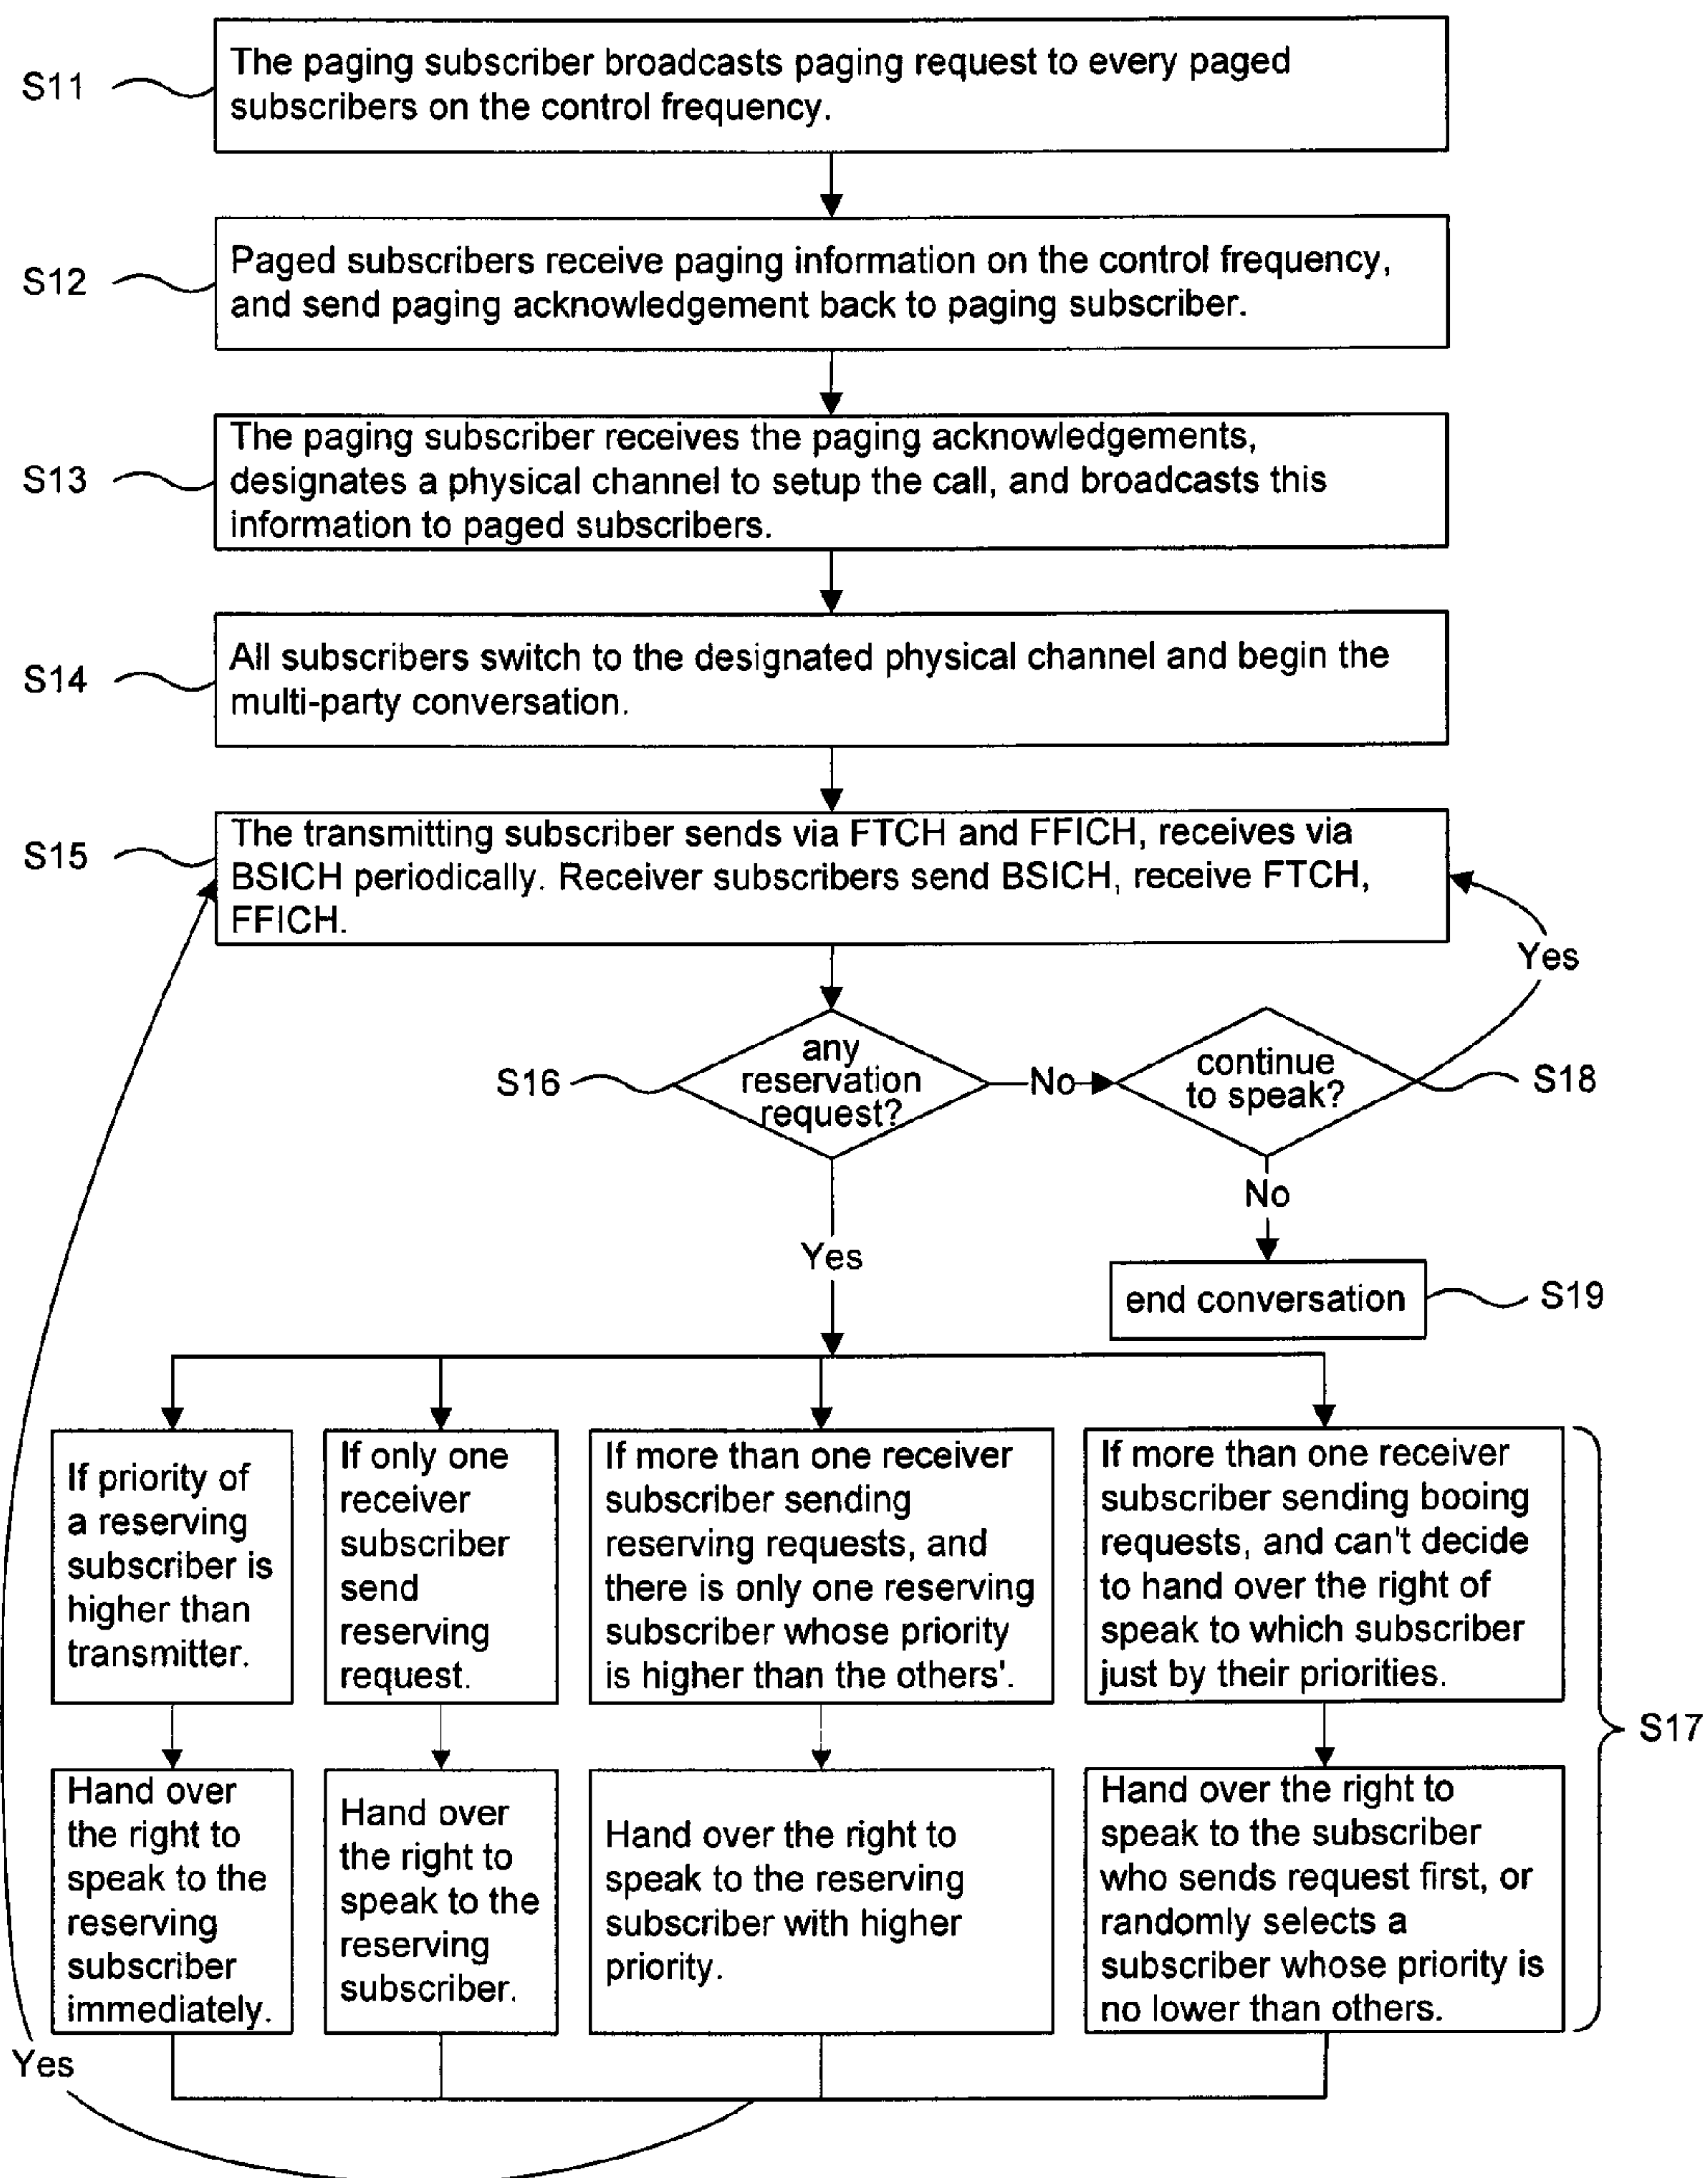 S11
The paging subscriber broadcasts paging request to every paged
subscribers on the control frequency.
S12
Paged subscribers receive paging information on the control frequency,
and send paging acknowledgement back to paging subscriber.
S13
The paging subscriber receives the paging acknowledgements,
designates a physical channel to setup the call, and broadcasts this
information to paged subscribers.
S14
All subscribers switch to the designated physical channel and begin the
multi-party conversation.
S15
The transmitting subscriber sends via FTCH and FFICH, receives via
BSICH periodically. Receiver subscribers send BSICH, receive FTCH,
FFICH.
Yes
S16
any
reservation
request?
No
continue
to speak?
S18
No
Yes
end conversation
S19
If priority of
a reserving
subscriber is
higher than
transmitter.
If only one
receiver
subscriber
send
reserving
request.
If more than one receiver
subscriber sending
reserving requests, and
there is only one reserving
subscriber whose priority
is higher than the others'.
If more than one receiver
subscriber sending booing
requests, and can't decide
to hand over the right of
speak to which subscriber
just by their priorities.
S17
Hand over
the right to
speak to the
reserving
subscriber
immediately.
Hand over
the right to
speak to the
reserving
subscriber.
Hand over the right to
speak to the reserving
subscriber with higher
priority.
Hand over the right to
speak to the subscriber
who sends request first, or
randomly selects a
subscriber whose priority is
no lower than others.
Yes